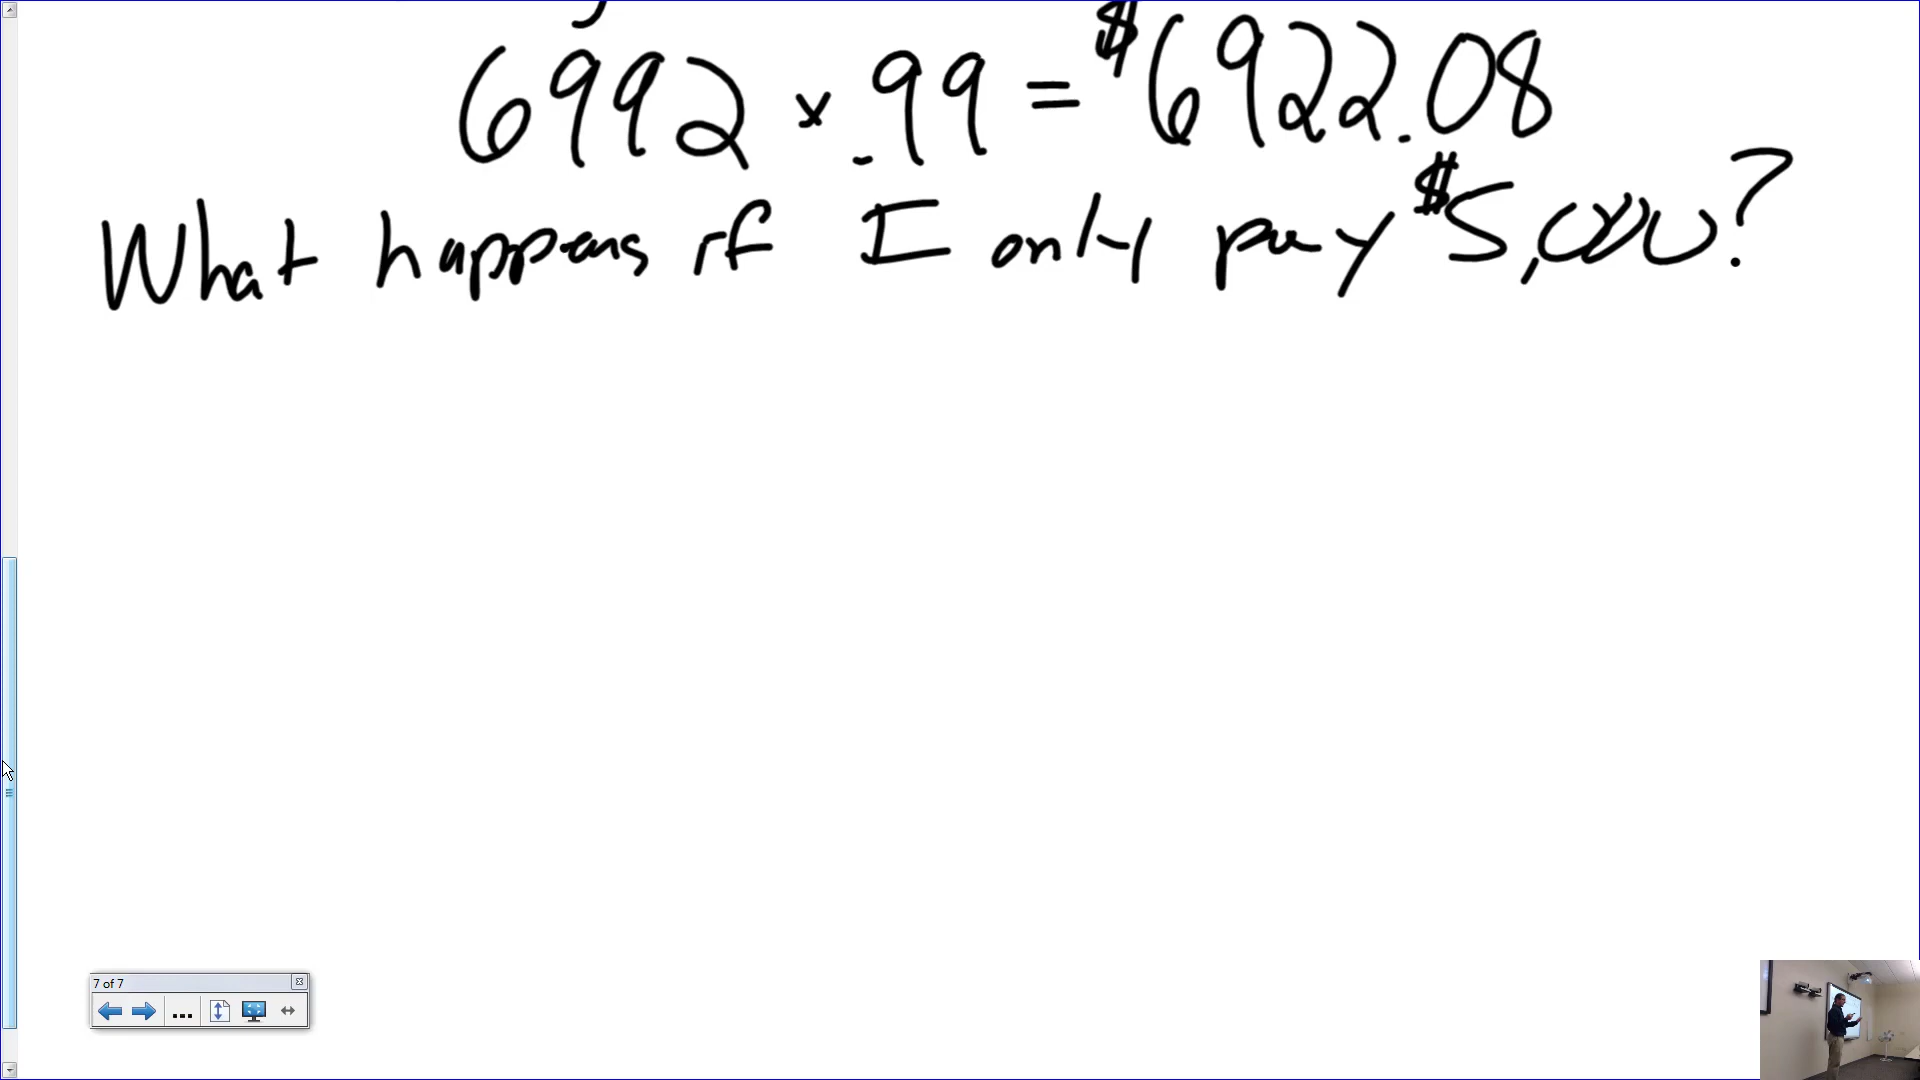 6992 x .99 = $6922.08
What happens if I only pay $5,000?
7 of 7